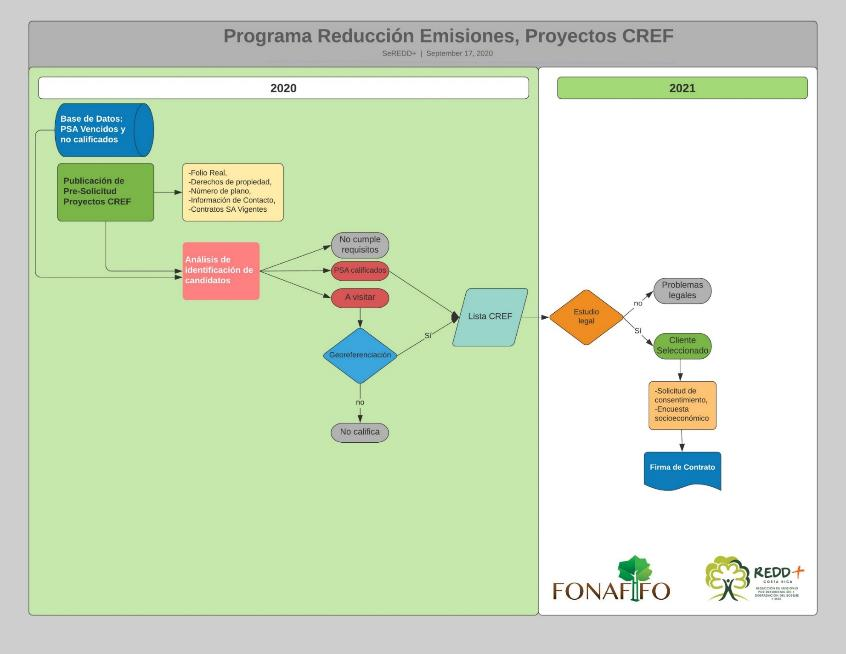 Programa Reducción Emisiones, Proyectos CREF
SeREDD+ | September 17, 2020
2020
2021
Base de Datos:
PSA Vencidos y
no calificados
Publicación de
Pre-Solicitud
Proyectos CREF
-Folio Real,
-Derechos de propiedad,
-Número de plano,
-Información de Contacto,
-Contratos SA Vigentes
Análisis de
identificación de
candidatos
No cumple
requisitos
PSA calificados
A visitar
Georeferenciación
Sí
no
No califica
Lista CREF
Estudio
legal
no
Problemas
legales
Sí
Cliente
Seleccionado
-Solicitud de
consentimiento,
-Encuesta
socioeconómico
Firma de Contrato
FONAFIFO
REDD+
COSTA RICA